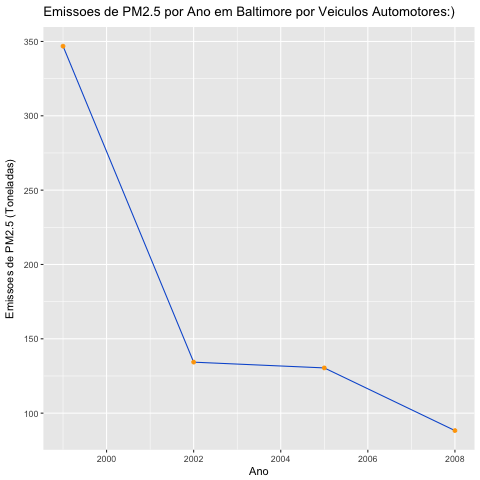 Emissoes de PM2.5 por Ano em Baltimore por Veiculos Automotores:)
350
300
250
200
150
100
Emissoes de PM2.5 (Toneladas)
2000 2002 2004 2006 2008
Ano